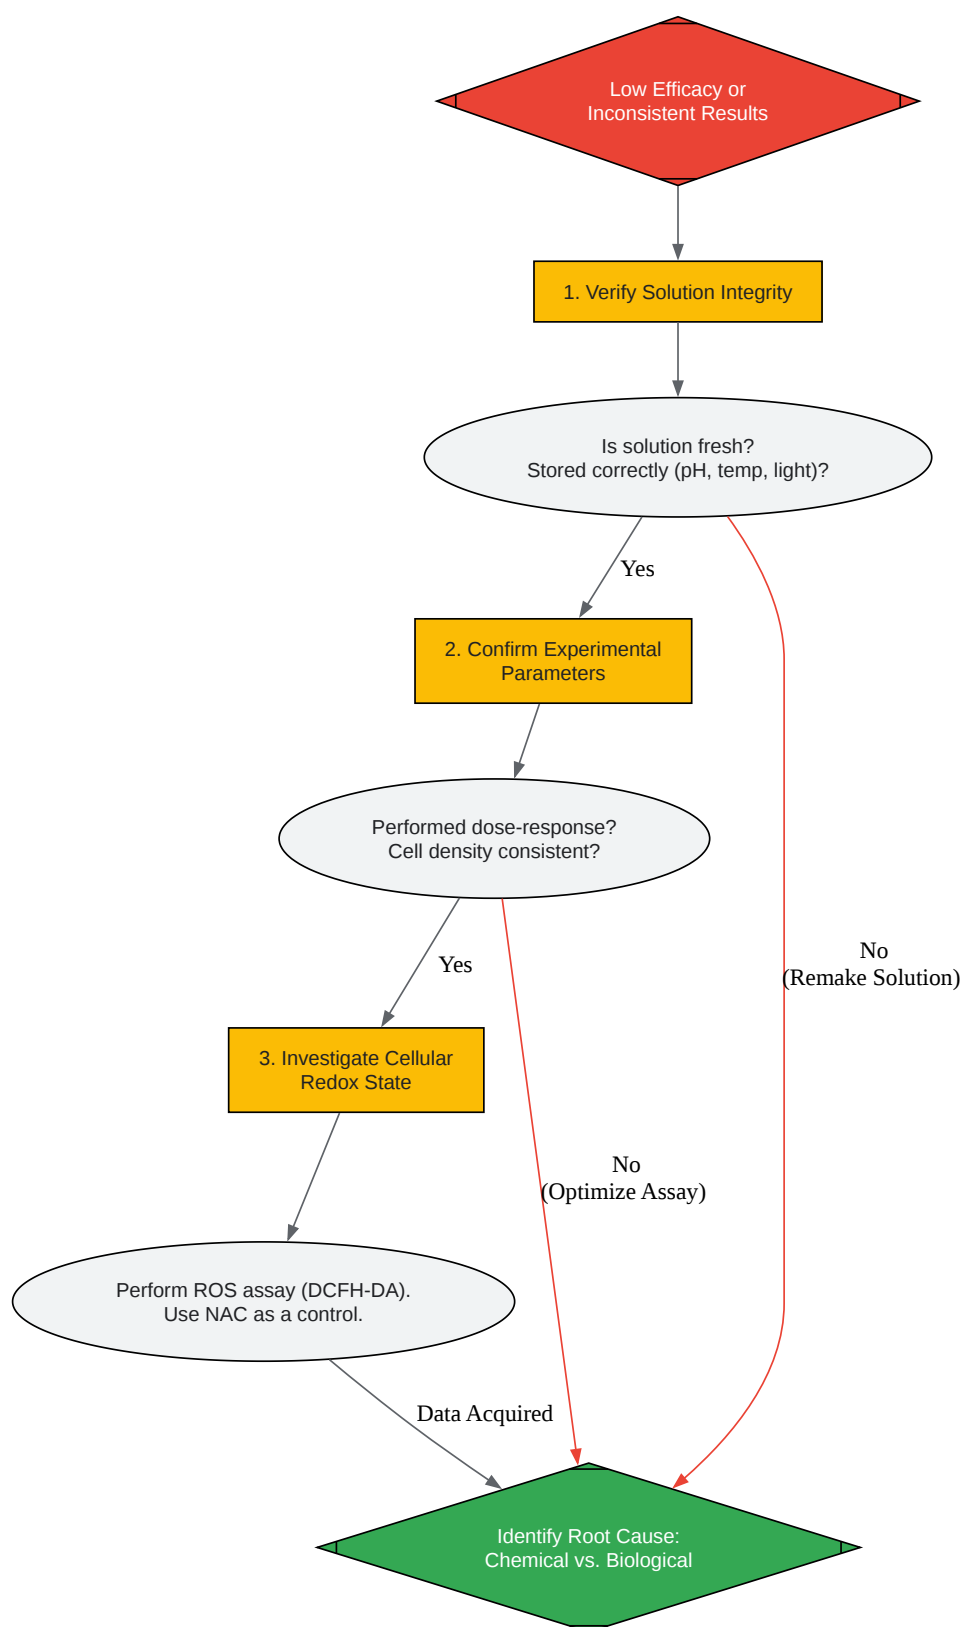 Low Efficacy or
Inconsistent Results
1. Verify Solution Integrity
Is solution fresh?
Stored correctly (pH, temp, light)?
Yes
2. Confirm Experimental
Parameters
Performed dose-response?
Cell density consistent?
No
(Remake Solution)
Yes
3. Investigate Cellular
Redox State
No
(Optimize Assay)
Perform ROS assay (DCFH-DA).
Use NAC as a control.
Data Acquired
Identify Root Cause:
Chemical vs. Biological